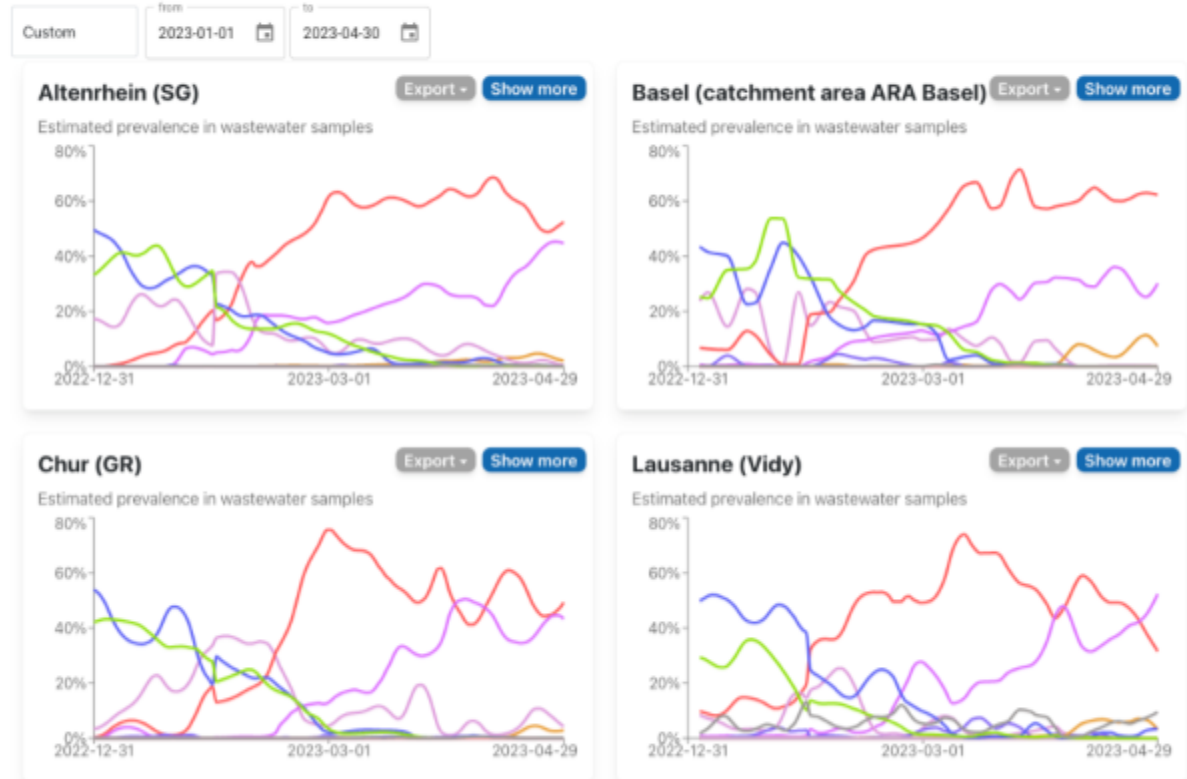 from to
Custom 2023-01-01 2023-04-30
Altenrhein (SG) Export Show more
Estimated prevalence in wastewater samples
80%
60%
40%
20%
0%
2022-12-31 2023-03-01 2023-04-29
Basel (catchment area ARA Basel) Export Show more
Estimated prevalence in wastewater samples
80%
60%
40%
20%
0%
2022-12-31 2023-03-01 2023-04-29
Chur (GR) Export Show more
Estimated prevalence in wastewater samples
80%
60%
40%
20%
0%
2022-12-31 2023-03-01 2023-04-29
Lausanne (Vidy) Export Show more
Estimated prevalence in wastewater samples
80%
60%
40%
20%
0%
2022-12-31 2023-03-01 2023-04-29